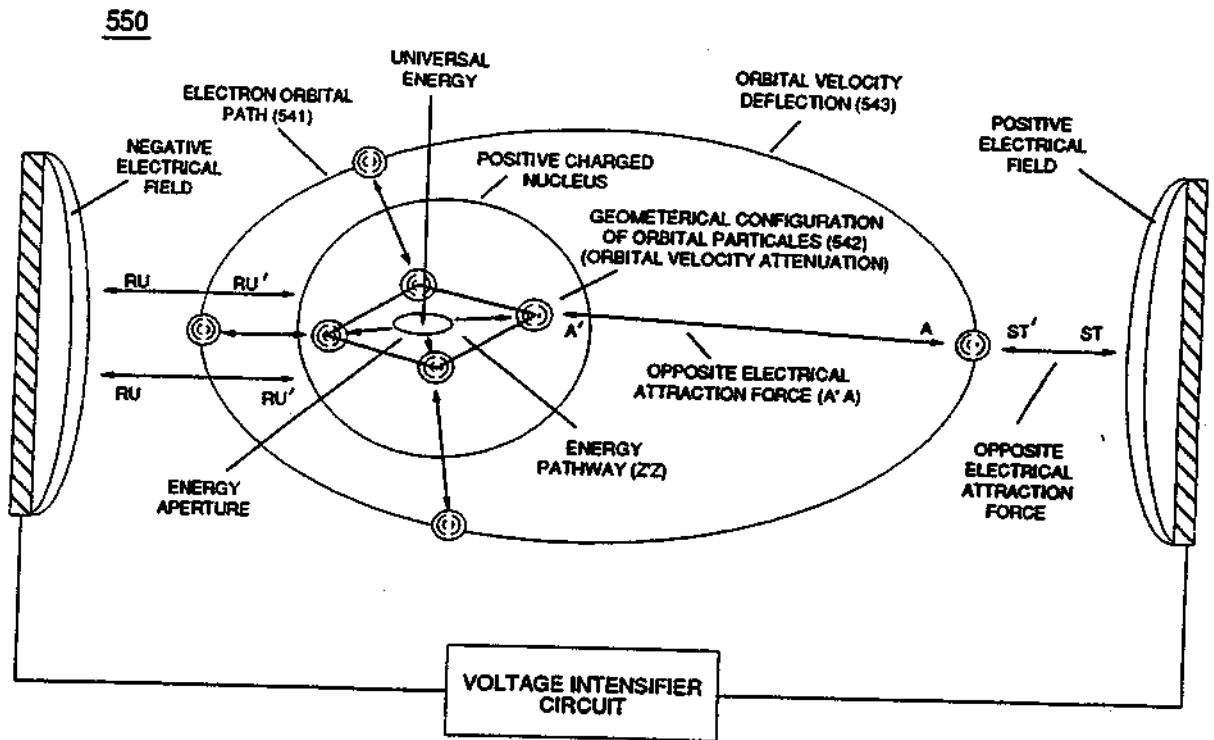 550
UNIVERSAL
ENERGY
ELECTRON ORBITAL
PATH (541)
ORBITAL VELOCITY
DEFLECTION (543)
NEGATIVE
ELECTRICAL
FIELD
POSITIVE
ELECTRICAL
FIELD
POSITIVE CHARGED
NUCLEUS
GEOMETERICAL CONFIGURATION
OF ORBITAL PARTICALES (542)
(ORBITAL VELOCITY ATTENUATION)
RU RU'
A' A
ST' ST
RU RU'
OPPOSITE ELECTRICAL
ATTRACTION FORCE (A' A)
ENERGY
PATHWAY (Z'Z)
ENERGY
APERTURE
OPPOSITE
ELECTRICAL
ATTRACTION
FORCE
VOLTAGE INTENSIFIER
CIRCUIT